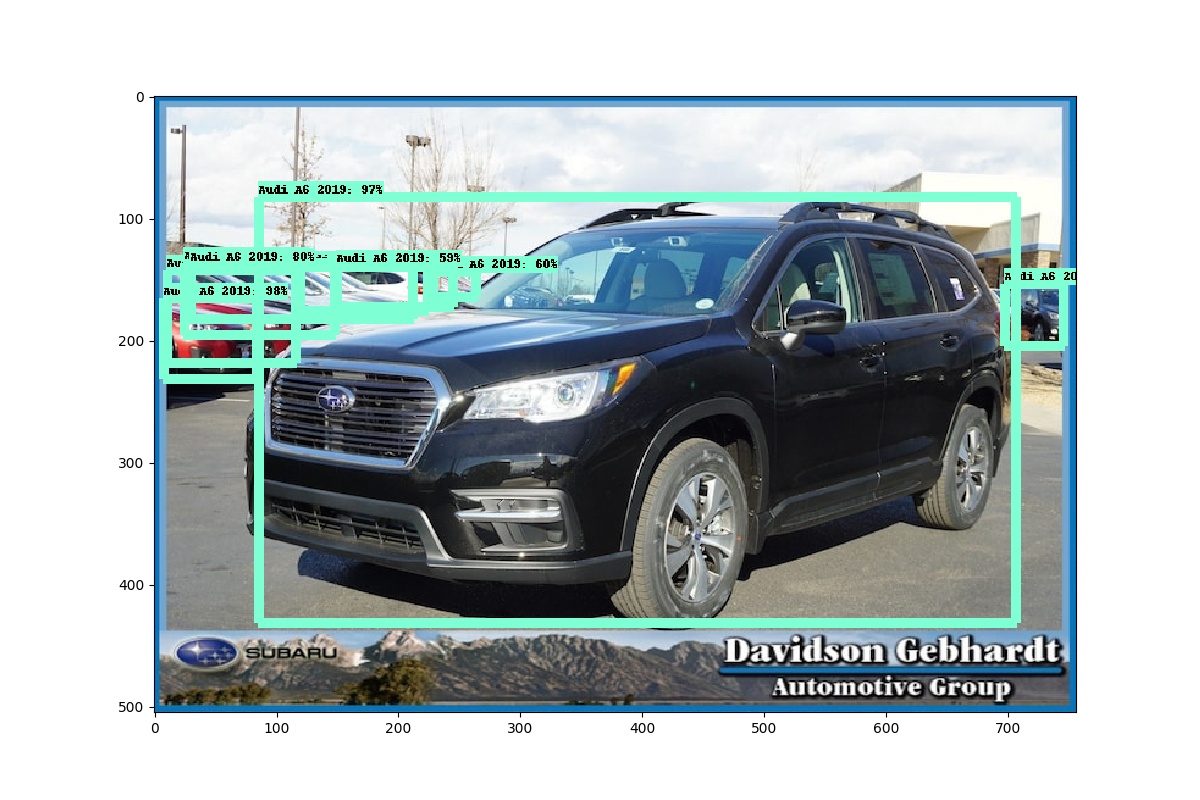 0
100
200
300
400
500
Audi A6 2019: 97%
Audi A6 2019: 80%
Audi A6 2019: 59%
A6 2019: 60%
A6 2019: 98%
Audi A6 20
SUBARU
Davidson Gebhardt
Automotive Group
0
100
200
300
400
500
600
700